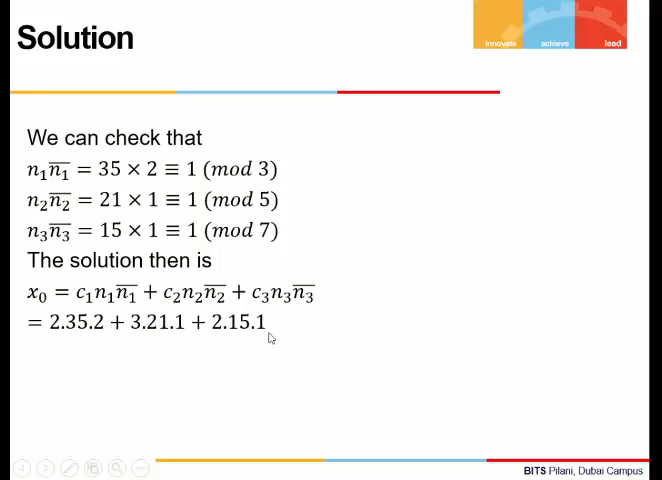 Solution
innovate achieve lead
We can check that
n₁n̅₁̅ = 35 × 2 ≡ 1 (mod 3)
n₂n̅₂̅ = 21 × 1 ≡ 1 (mod 5)
n₃n̅₃̅ = 15 × 1 ≡ 1 (mod 7)
The solution then is
x₀ = c₁n₁n̅₁̅ + c₂n₂n̅₂̅ + c₃n₃n̅₃̅
= 2.35.2 + 3.21.1 + 2.15.1
BITS Pilani, Dubai Campus